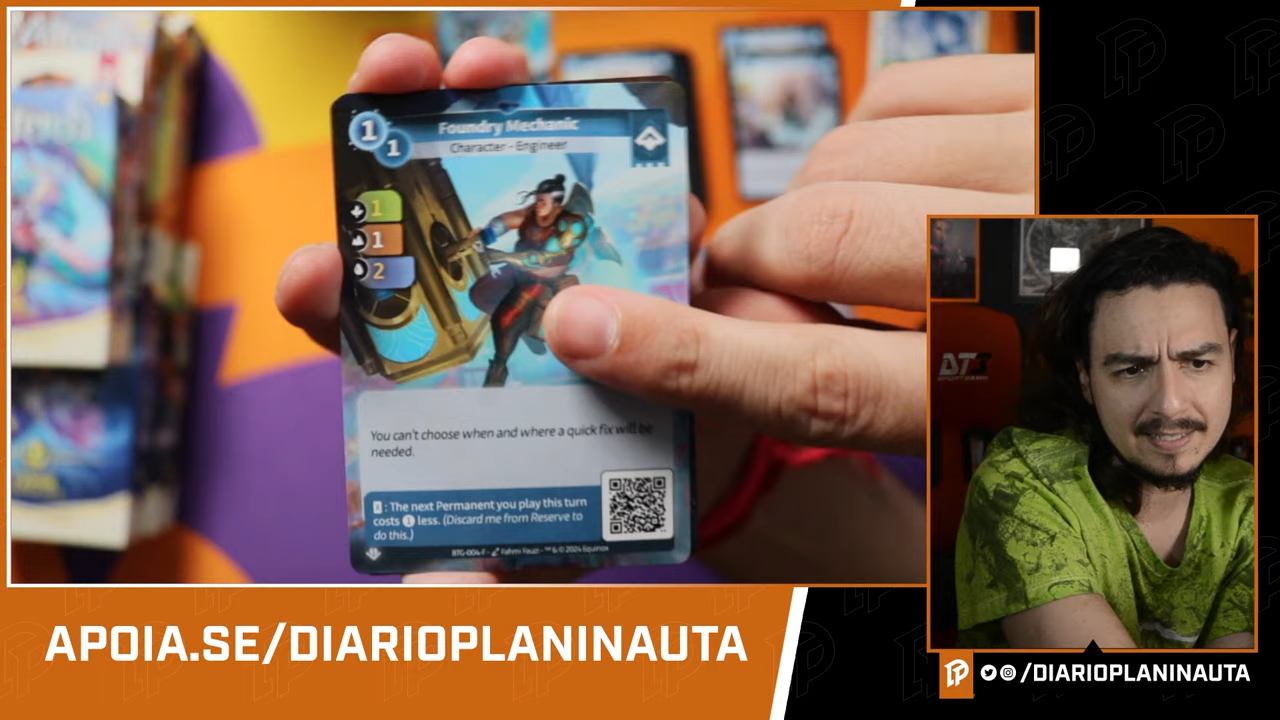 1
1
Foundry Mechanic
Character - Engineer
1
1
2
You can't choose when and where a quick fix will be
needed.
: The next Permanent you play this turn
costs 1 less. (Discard me from Reserve to
do this.)
BTG-004-F - Fahmi Fauzi - ™ & © 2024 Equinox
APOIA.SE/DIARIOPLANINAUTA
/DIARIOPLANINAUTA